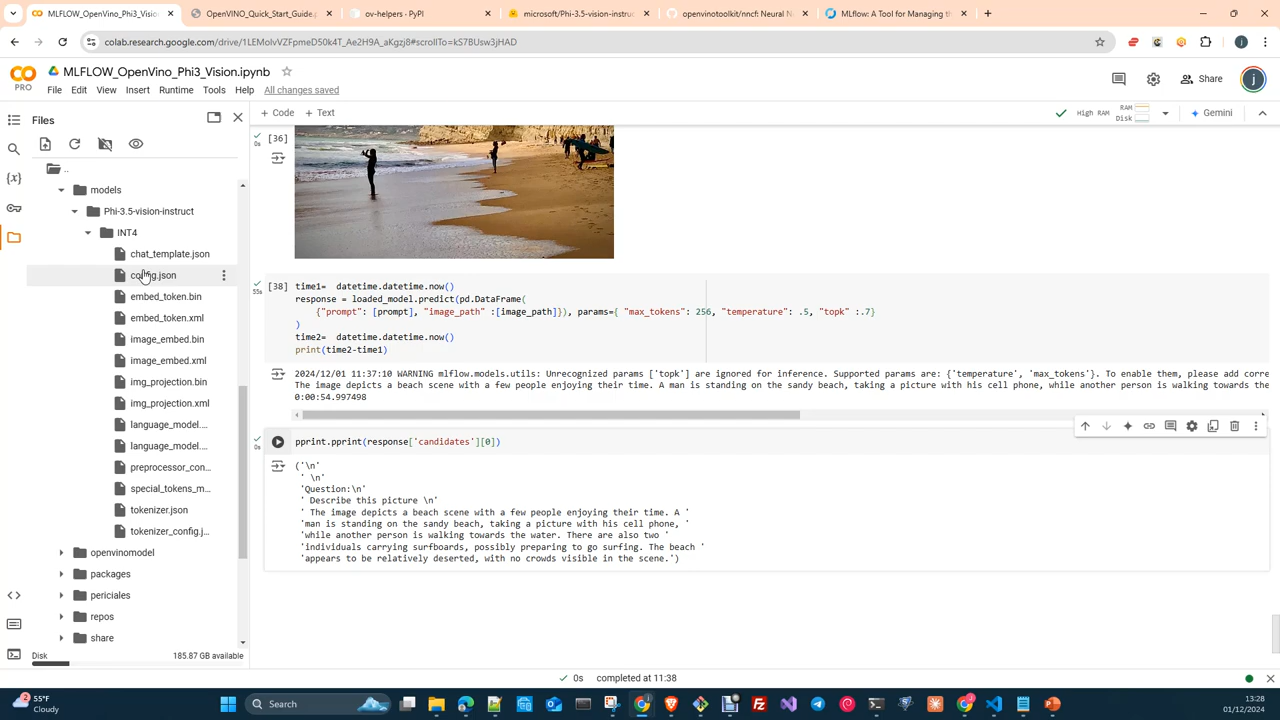 MLFLOW_OpenVino_Phi3_Vision
OpenVINO_Quick_Start_Guide.p
ov-helpers - PyPI
microsoft/Phi-3.5-vision-instruc
openvinotoolkit/nncf: Neural N
MLflow: A Tool for Managing th
colab.research.google.com/drive/1LEMolvVZFpmeD50k4T_Ae2H9A_aKgzj8#scrollTo=kS7BUsw3jHAD
PRO
MLFLOW_OpenVino_Phi3_Vision.ipynb
File Edit View Insert Runtime Tools Help All changes saved
Share
Files
+ Code + Text
High RAM RAM Disk
Gemini
..
models
Phi-3.5-vision-instruct
INT4
chat_template.json
config.json
embed_token.bin
embed_token.xml
image_embed.bin
image_embed.xml
img_projection.bin
img_projection.xml
language_model....
language_model....
preprocessor_con...
special_tokens_m...
tokenizer.json
tokenizer_config.j...
openvinomodel
packages
periciales
repos
share
Disk 185.87 GB available
[36]
0s
[38]
55s
time1= datetime.datetime.now()
response = loaded_model.predict(pd.DataFrame(
{"prompt": [prompt], "image_path" :[image_path]}), params={ "max_tokens": 256, "temperature": .5, "topk" :.7}
)
time2= datetime.datetime.now()
print(time2-time1)
2024/12/01 11:37:10 WARNING mlflow.models.utils: Unrecognized params ['topk'] are ignored for inference. Supported params are: {'temperature', 'max_tokens'}. To enable them, please add corre
The image depicts a beach scene with a few people enjoying their time. A man is standing on the sandy beach, taking a picture with his cell phone, while another person is walking towards the
0:00:54.997498
0s
pprint.pprint(response['candidates'][0])
('\n'
' \n'
'Question:\n'
' Describe this picture \n'
' The image depicts a beach scene with a few people enjoying their time. A '
'man is standing on the sandy beach, taking a picture with his cell phone, '
'while another person is walking towards the water. There are also two '
'individuals carrying surfboards, possibly preparing to go surfing. The beach '
'appears to be relatively deserted, with no crowds visible in the scene.')
0s completed at 11:38
55°F
Cloudy
Search
13:28
01/12/2024